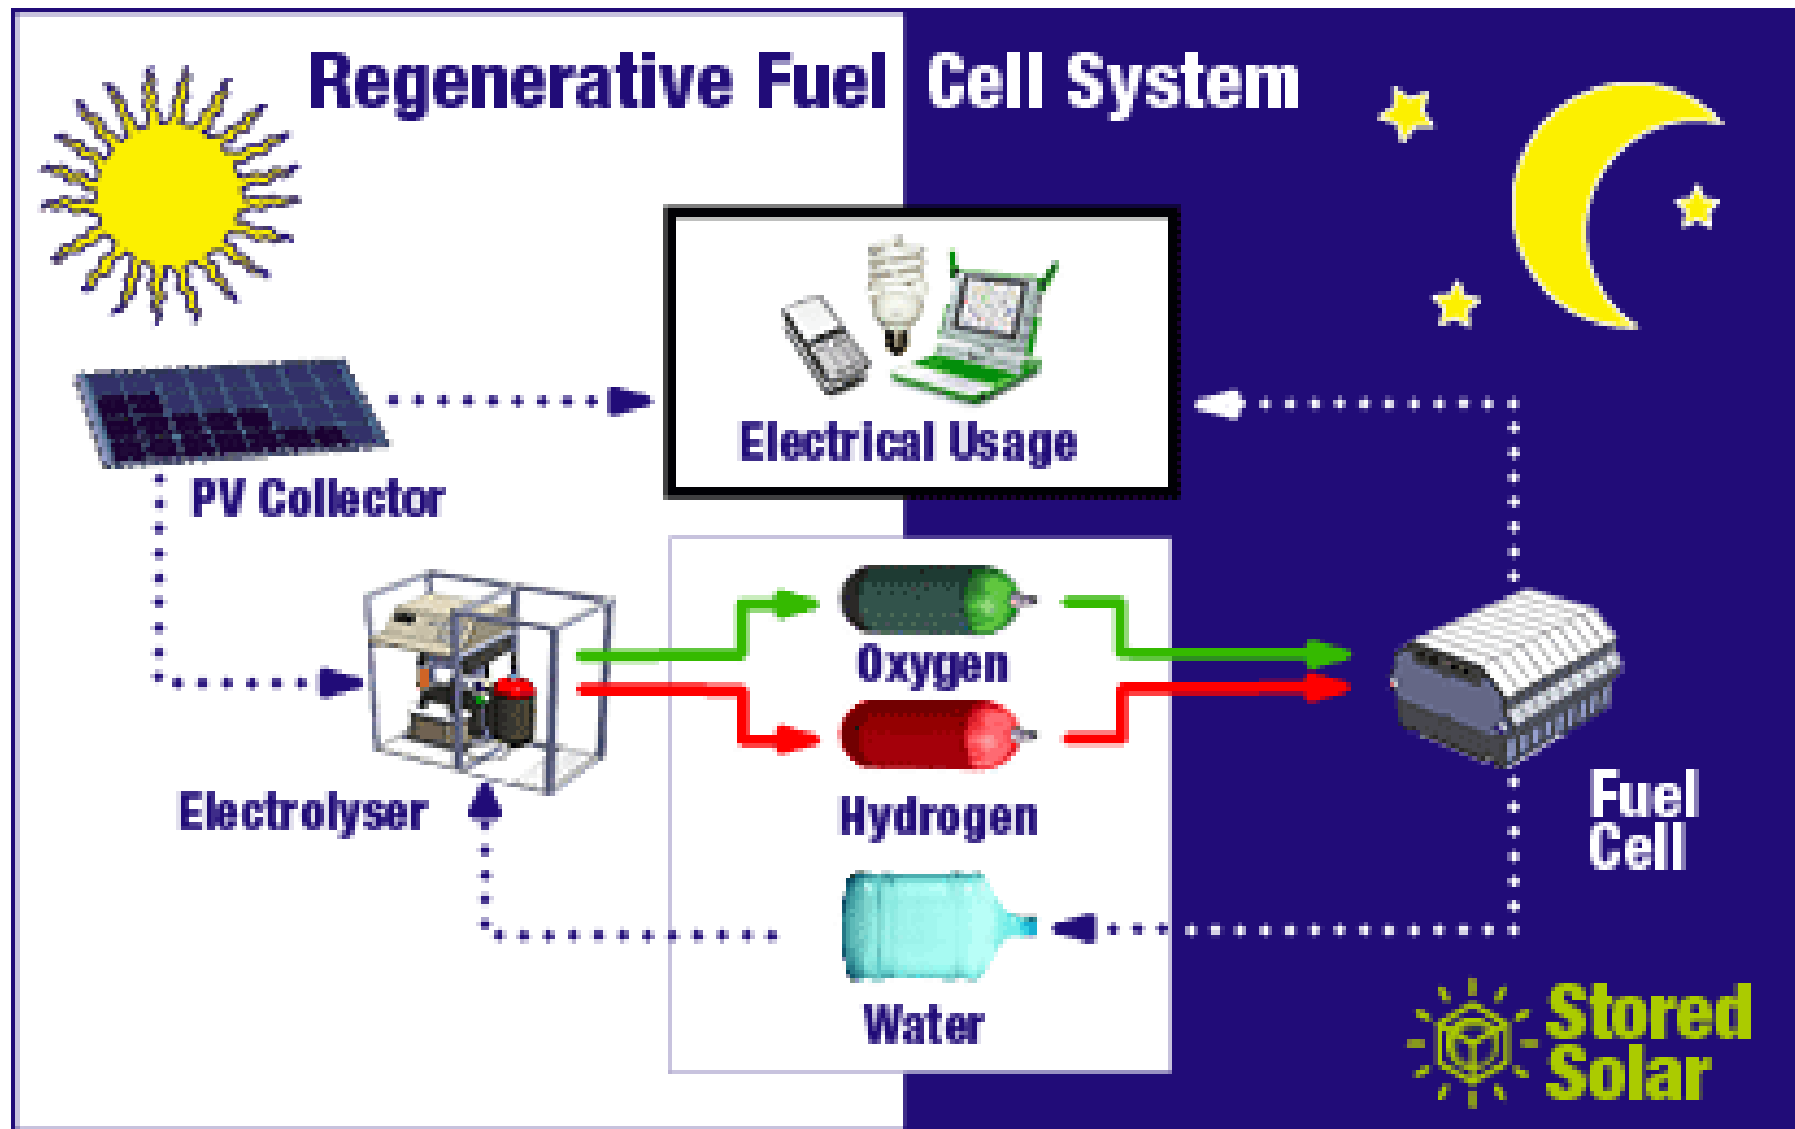 Regenerative Fuel Cell System
Electrical Usage
PV Collector
Oxygen
Electrolyser
Hydrogen
Fuel
Cell
Water
Stored
Solar